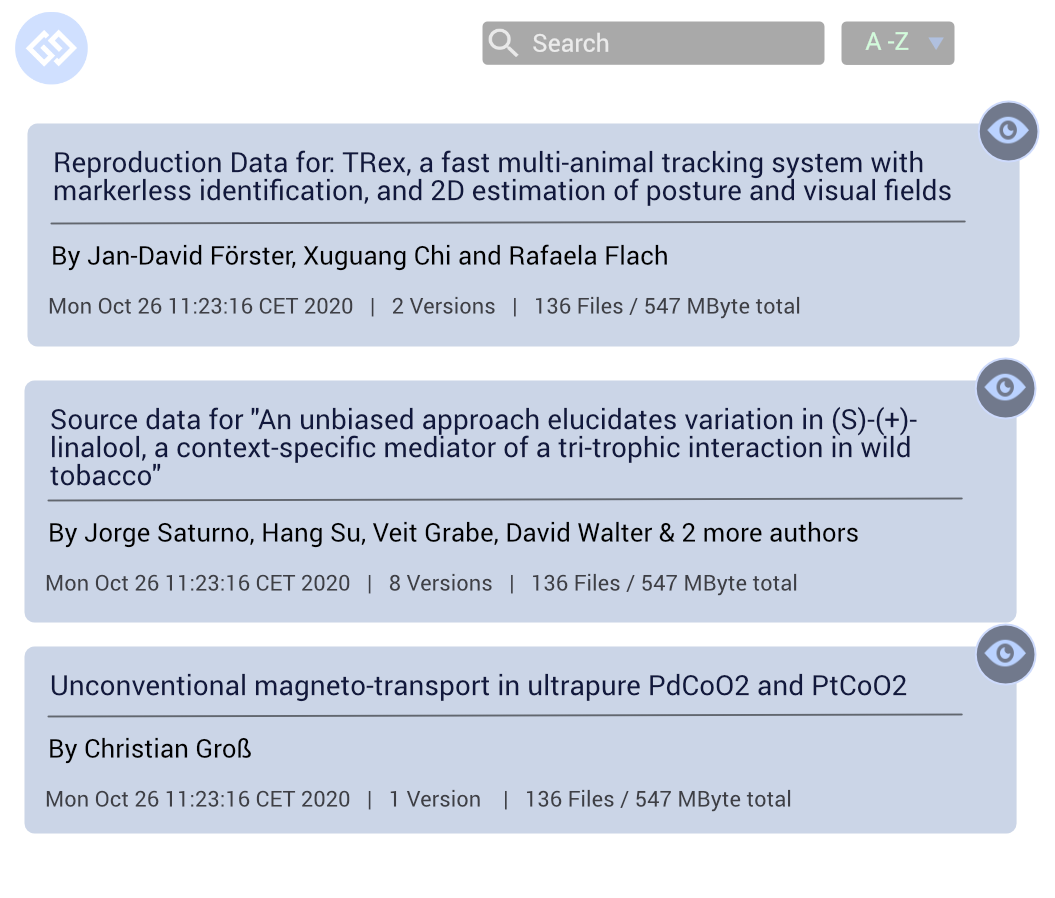 Search
A -Z
Reproduction Data for: TRex, a fast multi-animal tracking system with
markerless identification, and 2D estimation of posture and visual fields
By Jan-David Förster, Xuguang Chi and Rafaela Flach
Mon Oct 26 11:23:16 CET 2020 | 2 Versions | 136 Files / 547 MByte total
Source data for "An unbiased approach elucidates variation in (S)-(+)-
linalool, a context-specific mediator of a tri-trophic interaction in wild
tobacco"
By Jorge Saturno, Hang Su, Veit Grabe, David Walter & 2 more authors
Mon Oct 26 11:23:16 CET 2020 | 8 Versions | 136 Files / 547 MByte total
Unconventional magneto-transport in ultrapure PdCoO2 and PtCoO2
By Christian Groß
Mon Oct 26 11:23:16 CET 2020 | 1 Version | 136 Files / 547 MByte total